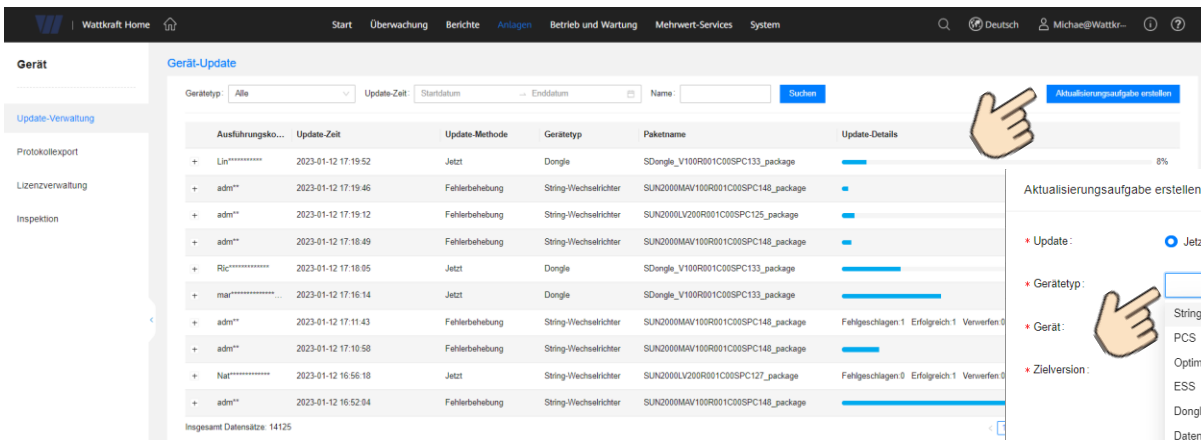 Wattkraft Home Start Überwachung Berichte Anlagen Betrieb und Wartung Mehrwert-Services System Deutsch Michae@Wattkr--
Gerät
Update-Verwaltung
Protokollexport
Lizenzverwaltung
Inspektion
Gerät-Update
Gerätetyp: Alle Update-Zeit: Startdatum → Enddatum Name: Suchen Aktualisierungsaufgabe erstellen
Ausführungsko... Update-Zeit Update-Methode Gerätetyp Paketname Update-Details
+ Lin*********** 2023-01-12 17:19:52 Jetzt Dongle SDongle_V100R001C00SPC133_package 8%
+ adm** 2023-01-12 17:19:46 Fehlerbehebung String-Wechselrichter SUN2000MAV100R001C00SPC148_package
+ adm** 2023-01-12 17:19:12 Fehlerbehebung String-Wechselrichter SUN2000LV200R001C00SPC125_package
+ adm** 2023-01-12 17:18:49 Fehlerbehebung String-Wechselrichter SUN2000MAV100R001C00SPC148_package
+ Ric************* 2023-01-12 17:18:05 Jetzt Dongle SDongle_V100R001C00SPC133_package
+ mar**************... 2023-01-12 17:16:14 Jetzt Dongle SDongle_V100R001C00SPC133_package
+ adm** 2023-01-12 17:11:43 Fehlerbehebung String-Wechselrichter SUN2000MAV100R001C00SPC148_package Fehlgeschlagen:1 Erfolgreich:1 Verwerfen:0
+ adm** 2023-01-12 17:10:58 Fehlerbehebung String-Wechselrichter SUN2000MAV100R001C00SPC148_package
+ Nat************* 2023-01-12 16:56:18 Jetzt String-Wechselrichter SUN2000LV200R001C00SPC127_package Fehlgeschlagen:0 Erfolgreich:1 Verwerfen:0
+ adm** 2023-01-12 16:52:04 Fehlerbehebung String-Wechselrichter SUN2000MAV100R001C00SPC148_package
Insgesamt Datensätze: 14125
Aktualisierungsaufgabe erstellen
* Update: Jetz
* Gerätetyp:
String
* Gerät:
PCS
Optim
* Zielversion:
ESS
Dongl
Daten